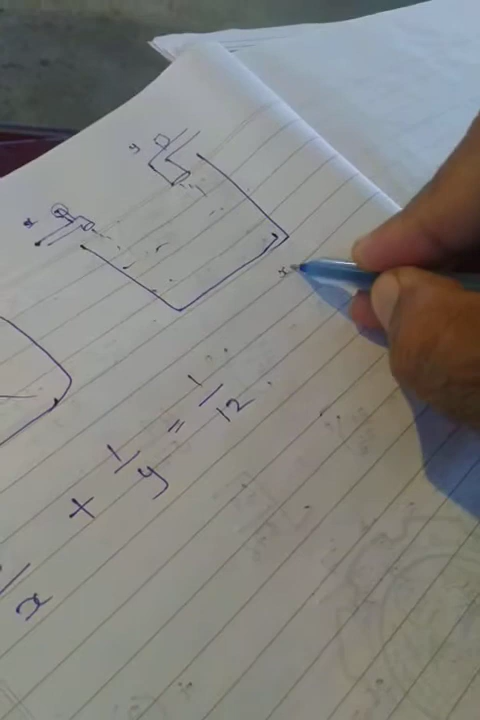 y
x
x
1/x + 1/y = 1/12